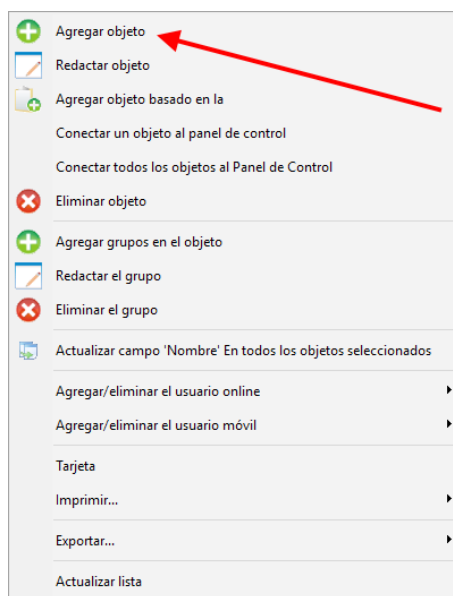 Agregar objeto
Redactar objeto
Agregar objeto basado en la
Conectar un objeto al panel de control
Conectar todos los objetos al Panel de Control
Eliminar objeto
Agregar grupos en el objeto
Redactar el grupo
Eliminar el grupo
Actualizar campo 'Nombre' En todos los objetos seleccionados
Agregar/eliminar el usuario online
Agregar/eliminar el usuario móvil
Tarjeta
Imprimir...
Exportar...
Actualizar lista